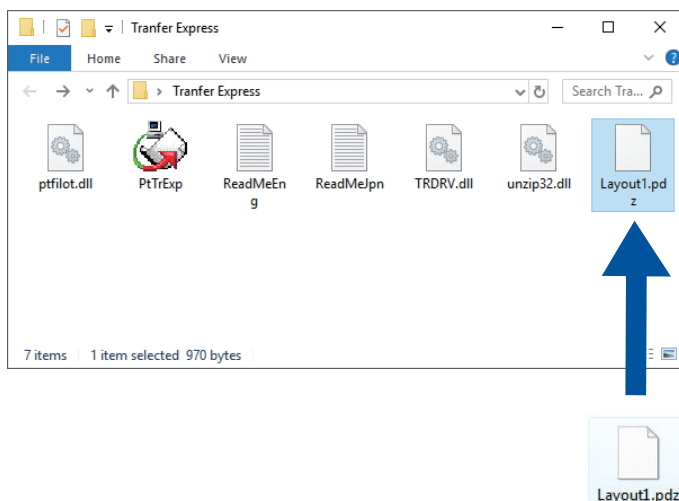 Tranfer Express
File Home Share View
Tranfer Express Search Tra...
ptfilot.dll PtTrExp ReadMeEn
g ReadMeJpn TRDRV.dll unzip32.dll Layout1.pd
z
7 items 1 item selected 970 bytes
Layout1.pdz